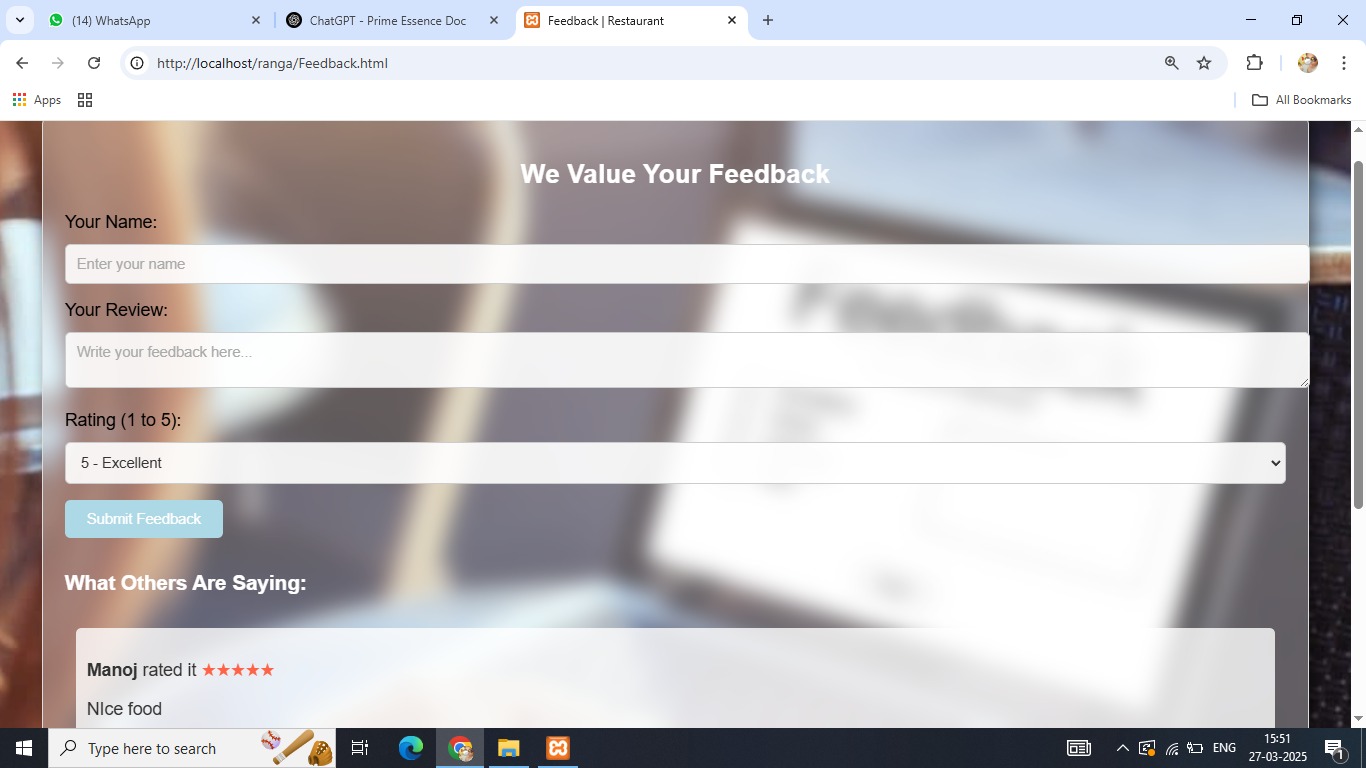 (14) WhatsApp
ChatGPT - Prime Essence Doc
Feedback | Restaurant
http://localhost/ranga/Feedback.html
Apps
All Bookmarks
We Value Your Feedback
Your Name:
Enter your name
Your Review:
Write your feedback here...
Rating (1 to 5):
5 - Excellent
Submit Feedback
What Others Are Saying:
Manoj rated it ★★★★★
NIce food
Type here to search
ENG
15:51
27-03-2025
1